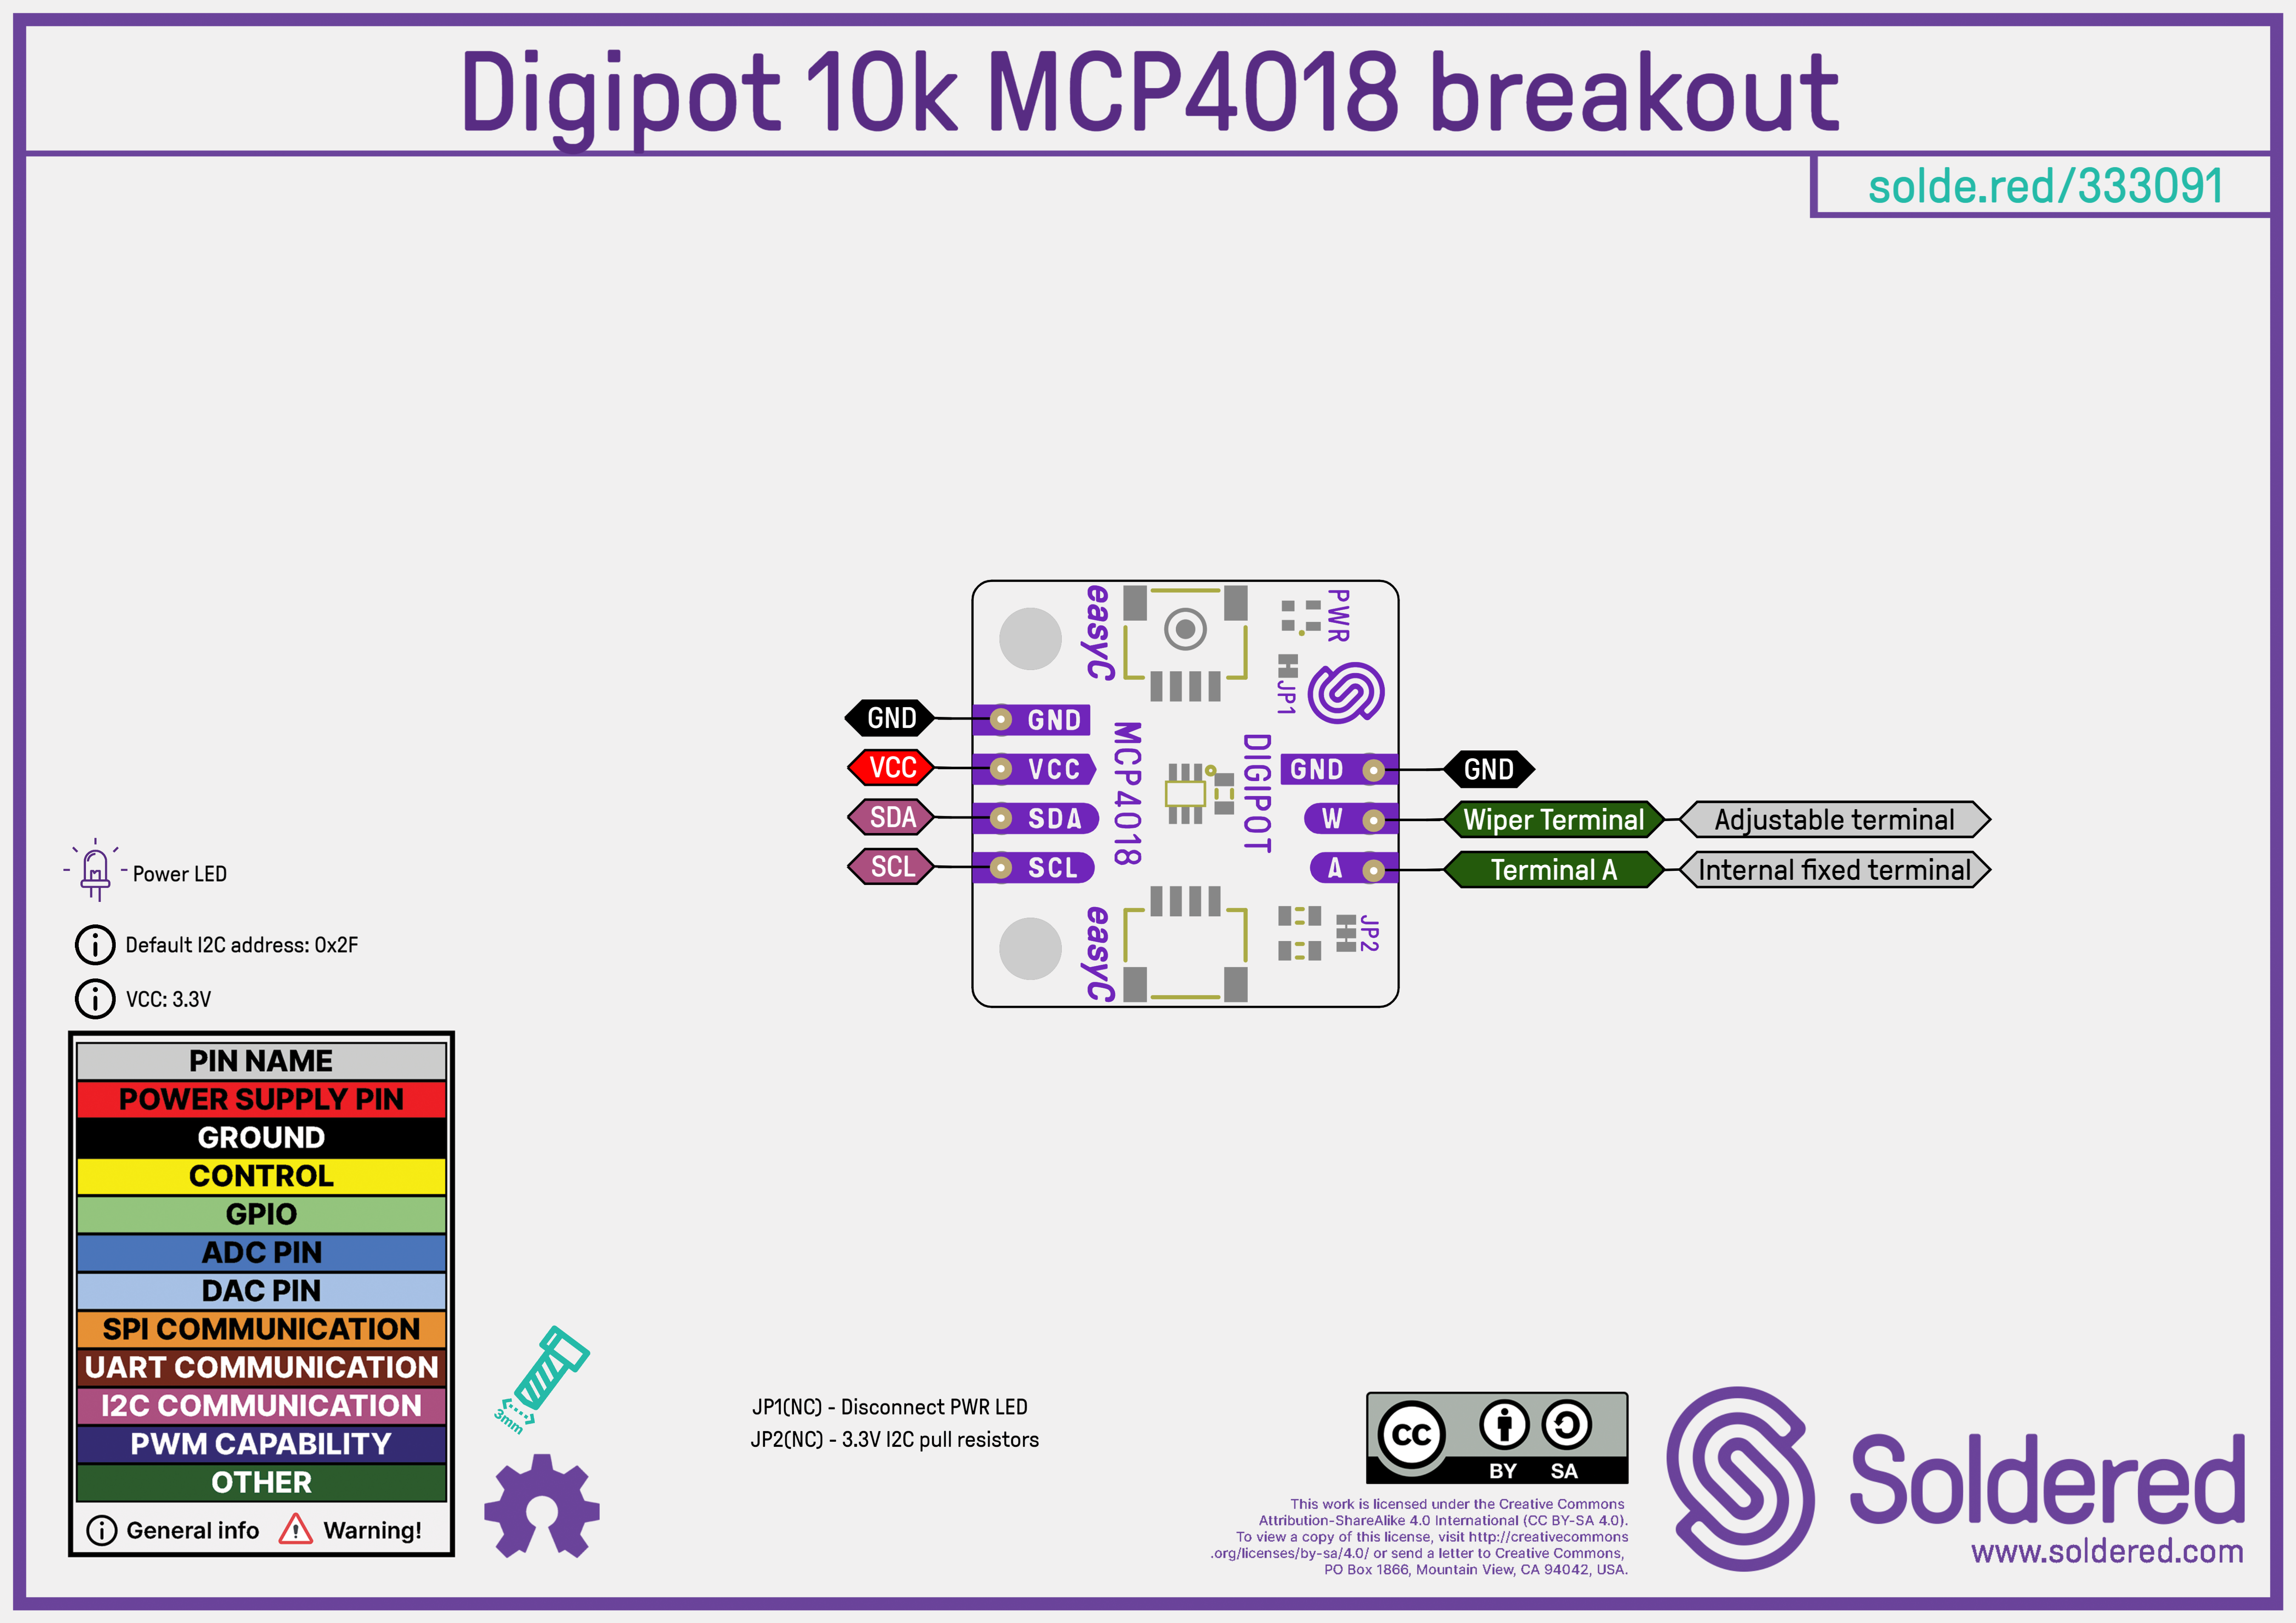 Digipot 10k MCP4018 breakout
solde.red/333091
easyC
PWR
JP1
GND
GND
VCC
VCC
SDA
SDA
SCL
SCL
MCP4018
DIGIPOT
GND
GND
W
Wiper Terminal
Adjustable terminal
A
Terminal A
Internal fixed terminal
easyC
JP2
Power LED
Default I2C address: 0x2F
VCC: 3.3V
PIN NAME
POWER SUPPLY PIN
GROUND
CONTROL
GPIO
ADC PIN
DAC PIN
SPI COMMUNICATION
UART COMMUNICATION
I2C COMMUNICATION
PWM CAPABILITY
OTHER
General info
Warning!
3mm
JP1(NC) - Disconnect PWR LED
JP2(NC) - 3.3V I2C pull resistors
CC
BY SA
This work is licensed under the Creative Commons
Attribution-ShareAlike 4.0 International (CC BY-SA 4.0).
To view a copy of this license, visit http://creativecommons
.org/licenses/by-sa/4.0/ or send a letter to Creative Commons,
PO Box 1866, Mountain View, CA 94042, USA.
Soldered
www.soldered.com